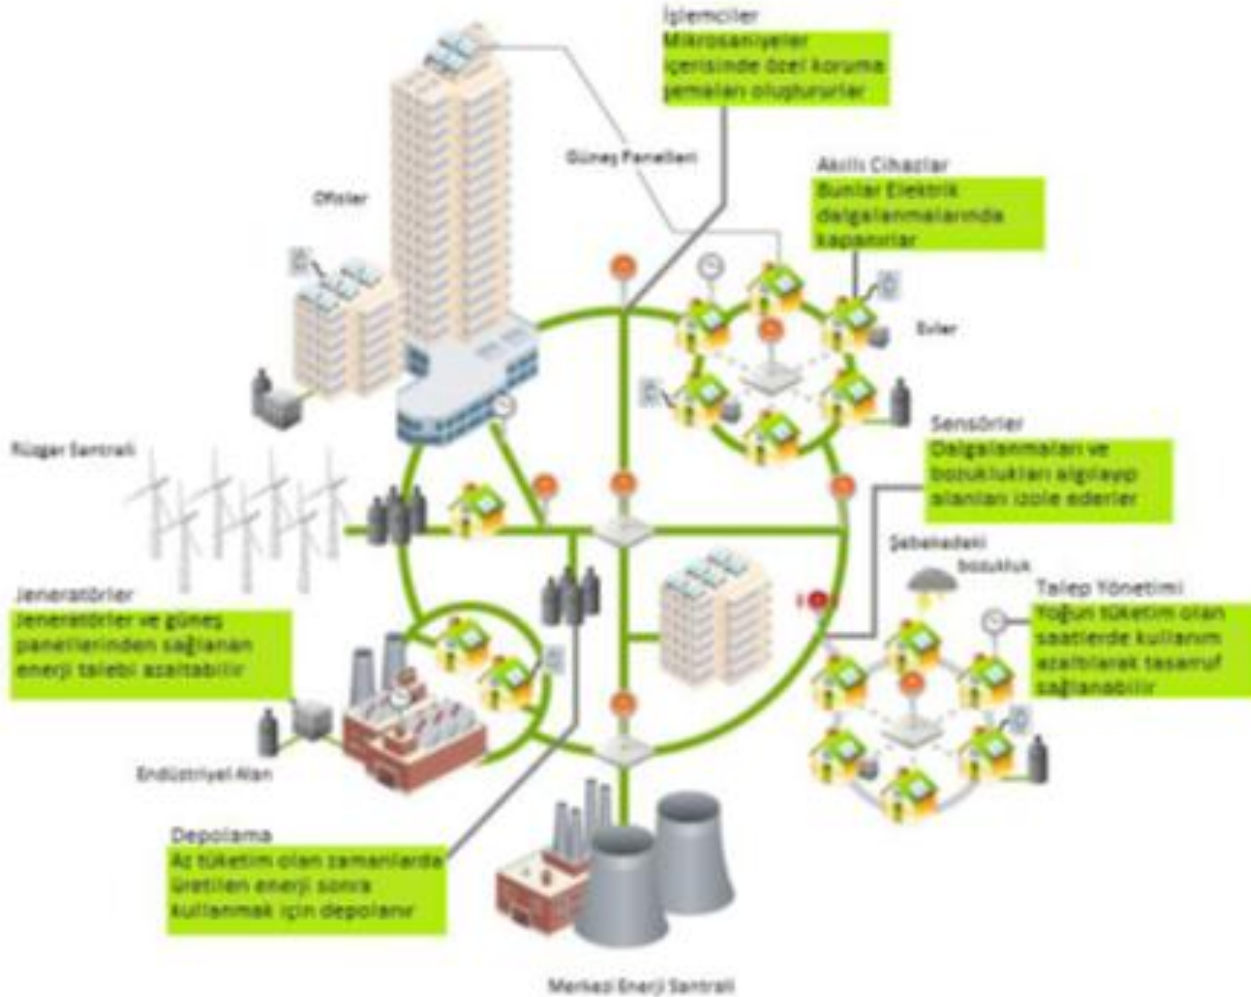 İşlemciler
Mikrosaniyeler
içerisinde özel koruma
şemaları oluştururlar
Güneş Panelleri
Akıllı Cihazlar
Bunlar Elektrik
dalgalanmalarında
kapanırlar
Ofisler
Evler
Sensörler
Dalgalanmaları ve
bozuklukları algılayıp
alanları izole ederler
Rüzgar Santrali
Şebekedeki
bozukluk
Talep Yönetimi
Yoğun tüketim olan
saatlerde kullanım
azaltılarak tasarruf
sağlanabilir
Jeneratörler
Jeneratörler ve güneş
panellerinden sağlanan
enerji talebi azaltabilir
Endüstriyel Alan
Depolama
Az tüketim olan zamanlarda
üretilen enerji sonra
kullanmak için depolanır
Merkezi Enerji Santrali